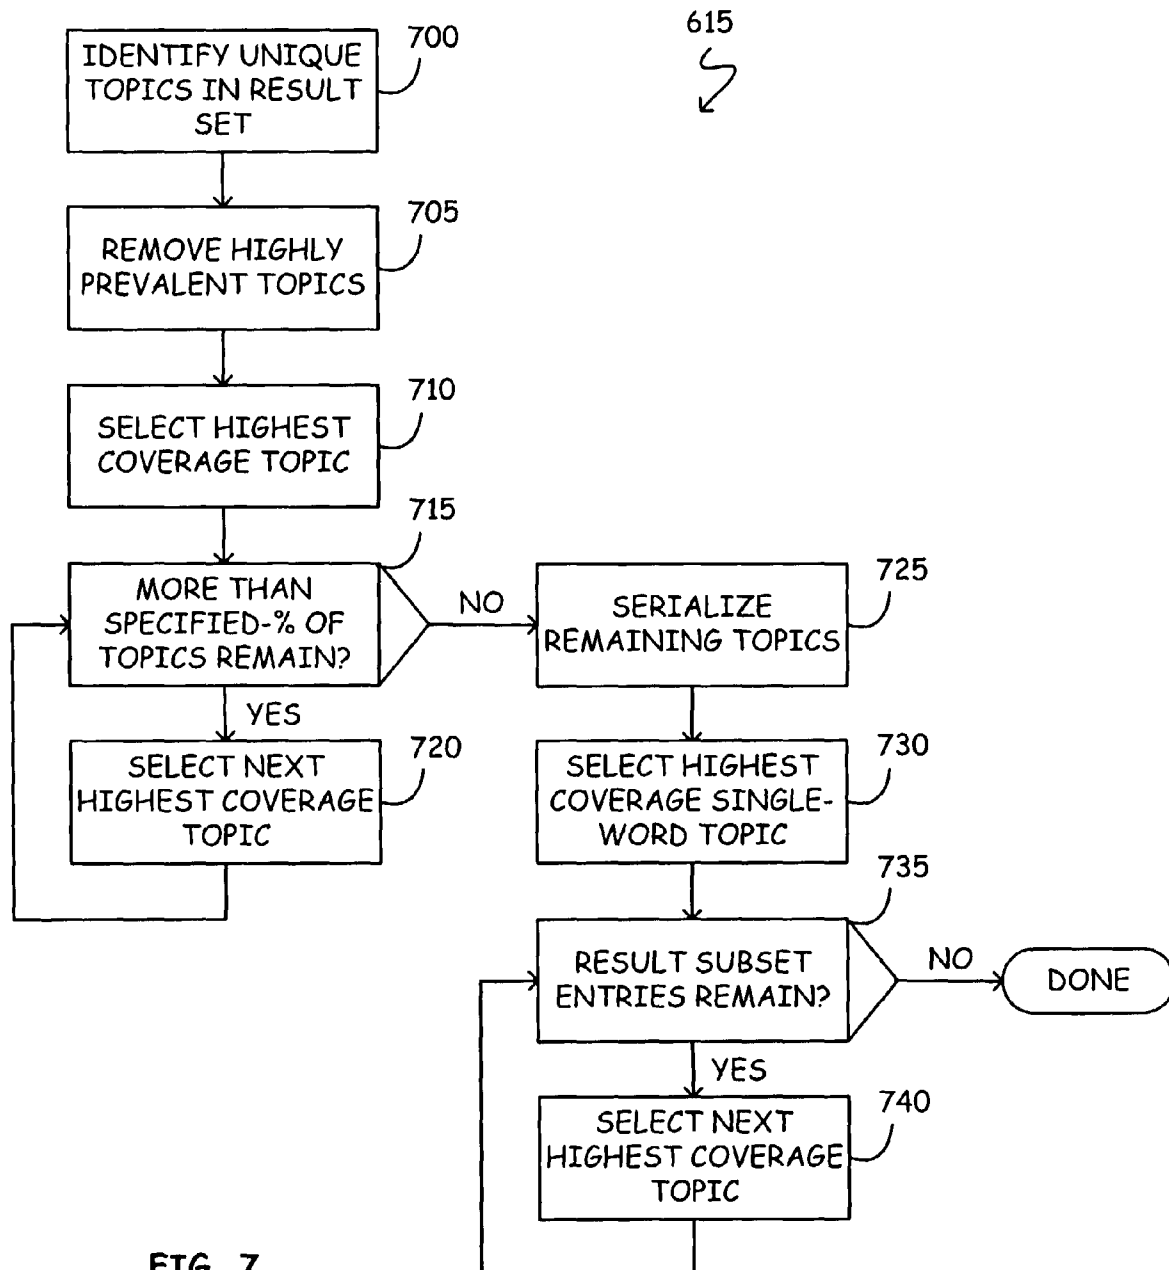 615
IDENTIFY UNIQUE
TOPICS IN RESULT
SET
700
REMOVE HIGHLY
PREVALENT TOPICS
705
SELECT HIGHEST
COVERAGE TOPIC
710
MORE THAN
SPECIFIED-% OF
TOPICS REMAIN?
715
NO
YES
SELECT NEXT
HIGHEST COVERAGE
TOPIC
720
SERIALIZE
REMAINING TOPICS
725
SELECT HIGHEST
COVERAGE SINGLE-
WORD TOPIC
730
RESULT SUBSET
ENTRIES REMAIN?
735
NO
DONE
YES
SELECT NEXT
HIGHEST COVERAGE
TOPIC
740
FIG. 7